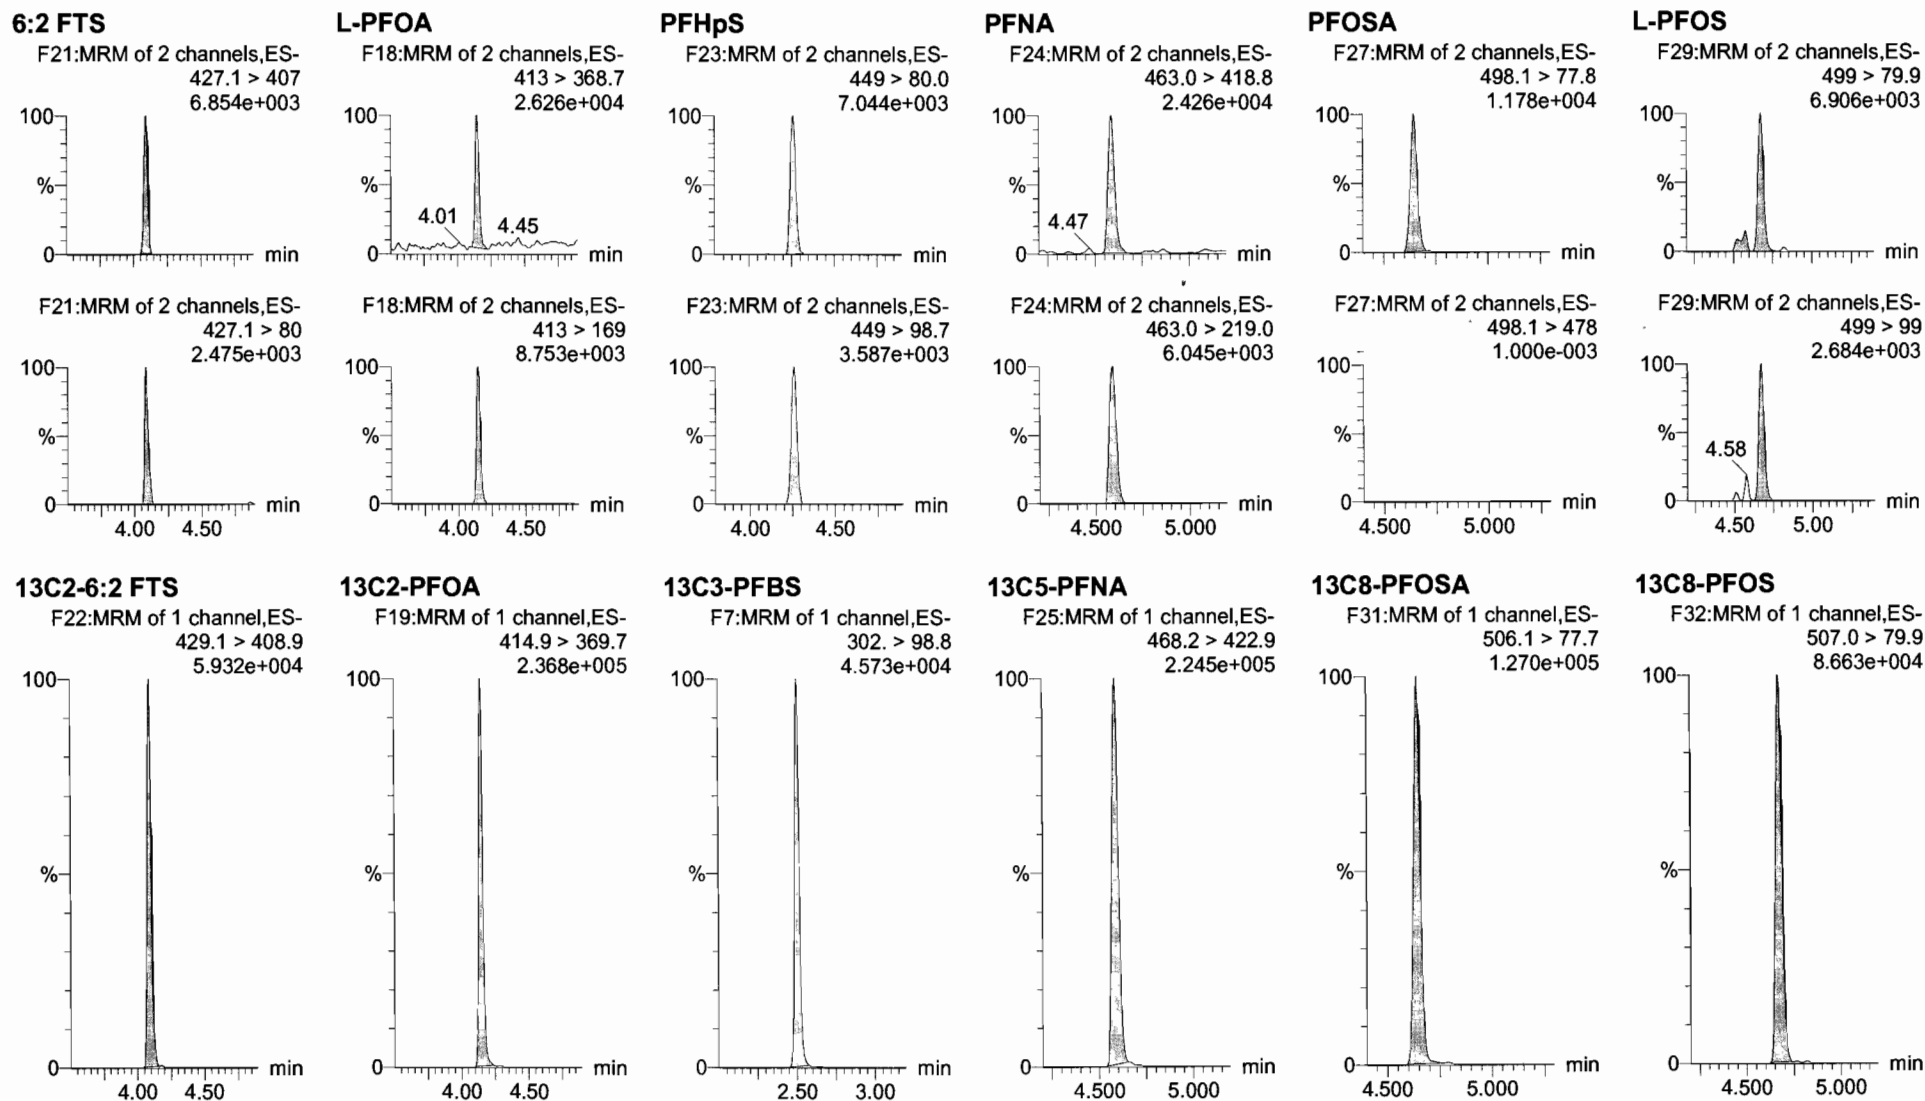 6:2 FTS
F21:MRM of 2 channels,ES-
427.1 > 407
6.854e+003
100
%
0
min
L-PFOA
F18:MRM of 2 channels,ES-
413 > 368.7
2.626e+004
100
%
4.01
4.45
0
min
PFHpS
F23:MRM of 2 channels,ES-
449 > 80.0
7.044e+003
100
%
0
min
PFNA
F24:MRM of 2 channels,ES-
463.0 > 418.8
2.426e+004
100
%
4.47
0
min
PFOSA
F27:MRM of 2 channels,ES-
498.1 > 77.8
1.178e+004
100
%
0
min
L-PFOS
F29:MRM of 2 channels,ES-
499 > 79.9
6.906e+003
100
%
0
min
F21:MRM of 2 channels,ES-
427.1 > 80
2.475e+003
100
%
0
min
4.00 4.50
F18:MRM of 2 channels,ES-
413 > 169
8.753e+003
100
%
0
min
4.00 4.50
F23:MRM of 2 channels,ES-
449 > 98.7
3.587e+003
100
%
0
min
4.00 4.50
F24:MRM of 2 channels,ES-
463.0 > 219.0
6.045e+003
100
%
0
min
4.500 5.000
F27:MRM of 2 channels,ES-
498.1 > 478
1.000e-003
100
%
0
min
4.500 5.000
F29:MRM of 2 channels,ES-
499 > 99
2.684e+003
100
%
4.58
0
min
4.50 5.00
13C2-6:2 FTS
F22:MRM of 1 channel,ES-
429.1 > 408.9
5.932e+004
100
%
0
min
4.00 4.50
13C2-PFOA
F19:MRM of 1 channel,ES-
414.9 > 369.7
2.368e+005
100
%
0
min
4.00 4.50
13C3-PFBS
F7:MRM of 1 channel,ES-
302. > 98.8
4.573e+004
100
%
0
min
2.50 3.00
13C5-PFNA
F25:MRM of 1 channel,ES-
468.2 > 422.9
2.245e+005
100
%
0
min
4.500 5.000
13C8-PFOSA
F31:MRM of 1 channel,ES-
506.1 > 77.7
1.270e+005
100
%
0
min
4.500 5.000
13C8-PFOS
F32:MRM of 1 channel,ES-
507.0 > 79.9
8.663e+004
100
%
0
min
4.500 5.000